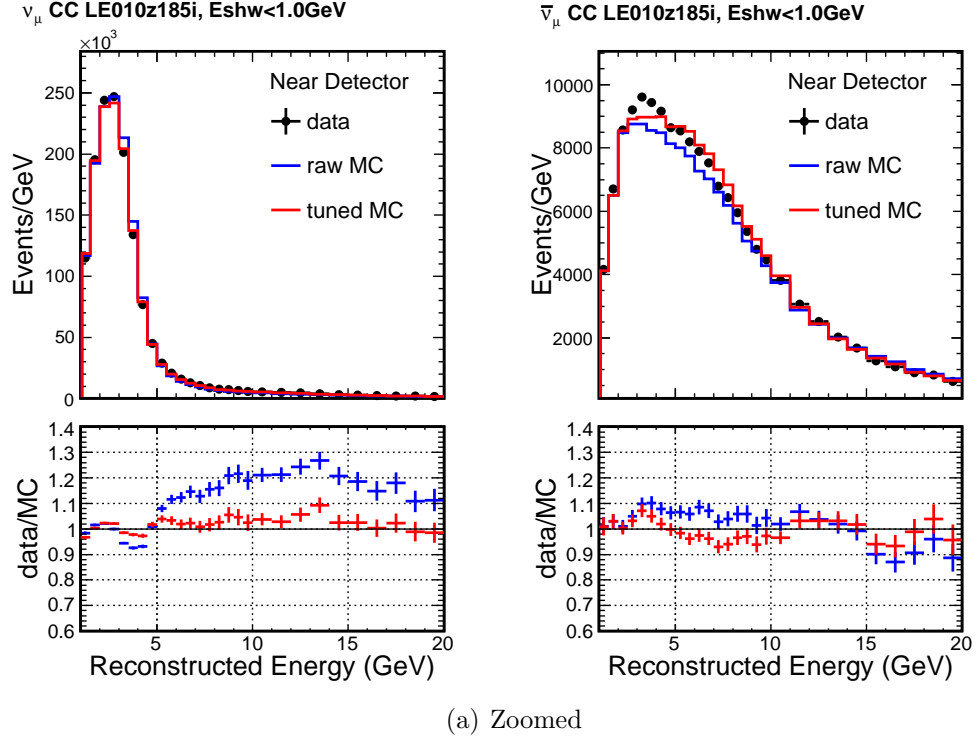 ν_μ CC LE010z185i, Eshw<1.0GeV
×10³
Events/GeV
250
200
150
100
50
0
Near Detector
data
raw MC
tuned MC
data/MC
1.4
1.3
1.2
1.1
1
0.9
0.8
0.7
0.6
5 10 15 20
Reconstructed Energy (GeV)
ν̅_μ CC LE010z185i, Eshw<1.0GeV
Events/GeV
10000
8000
6000
4000
2000
Near Detector
data
raw MC
tuned MC
data/MC
1.4
1.3
1.2
1.1
1
0.9
0.8
0.7
0.6
5 10 15 20
Reconstructed Energy (GeV)
(a) Zoomed